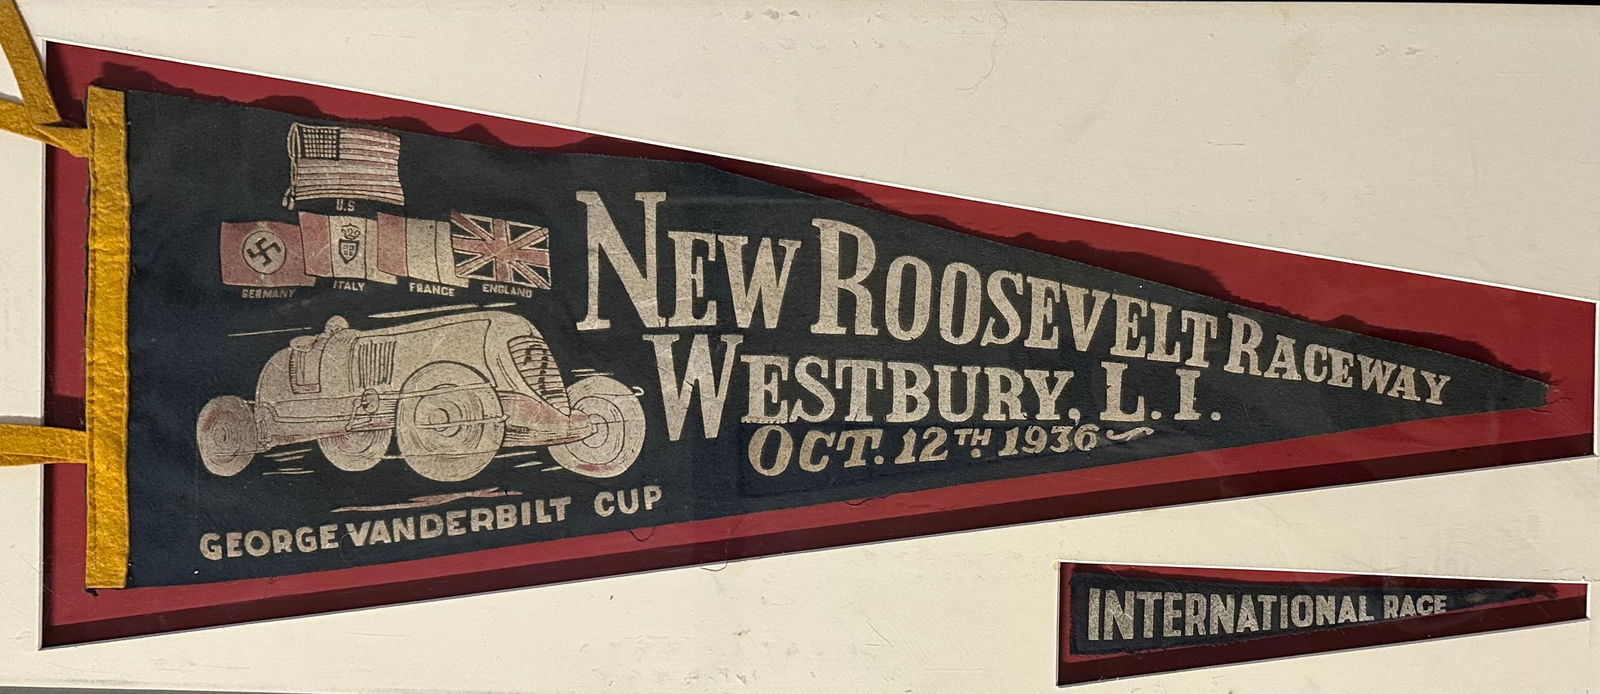 U.S
GERMANY ITALY FRANCE ENGLAND
NEW ROOSEVELT RACEWAY
WESTBURY, L. I.
OCT. 12TH 1936
GEORGE VANDERBILT CUP
INTERNATIONAL RACE